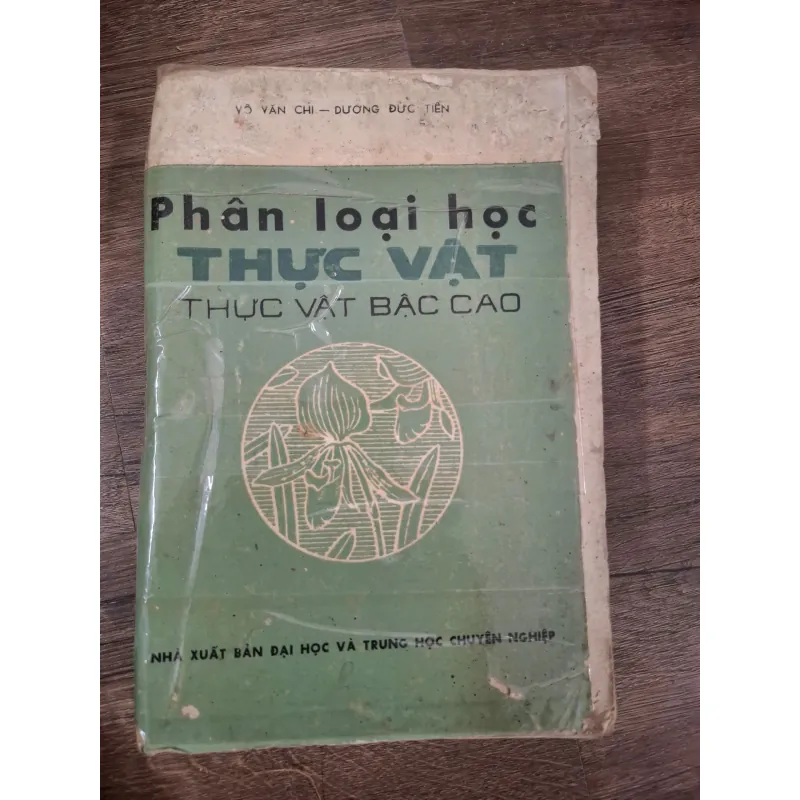 VÕ VĂN CHI — DƯƠNG ĐỨC TIẾN
Phân loại học
THỰC VẬT
THỰC VẬT BẬC CAO
NHÀ XUẤT BẢN ĐẠI HỌC VÀ TRUNG HỌC CHUYÊN NGHIỆP